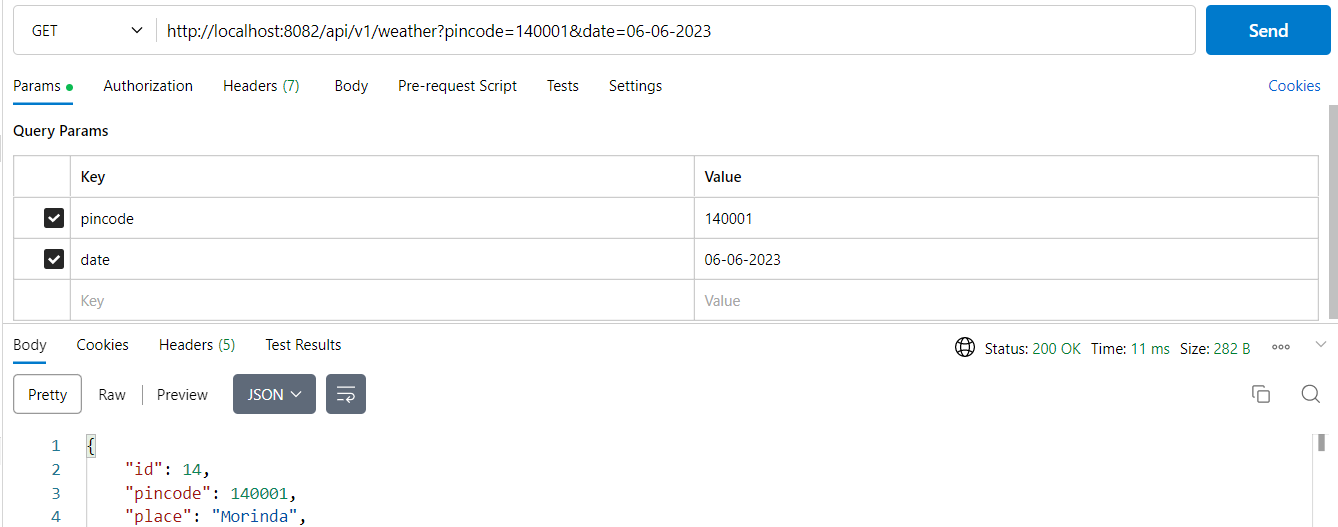 GET http://localhost:8082/api/v1/weather?pincode=140001&date=06-06-2023 Send
Params Authorization Headers (7) Body Pre-request Script Tests Settings Cookies
Query Params
Key Value
pincode 140001
date 06-06-2023
Key Value
Body Cookies Headers (5) Test Results Status: 200 OK Time: 11 ms Size: 282 B
Pretty Raw Preview JSON
1 {
2 "id": 14,
3 "pincode": 140001,
4 "place": "Morinda",